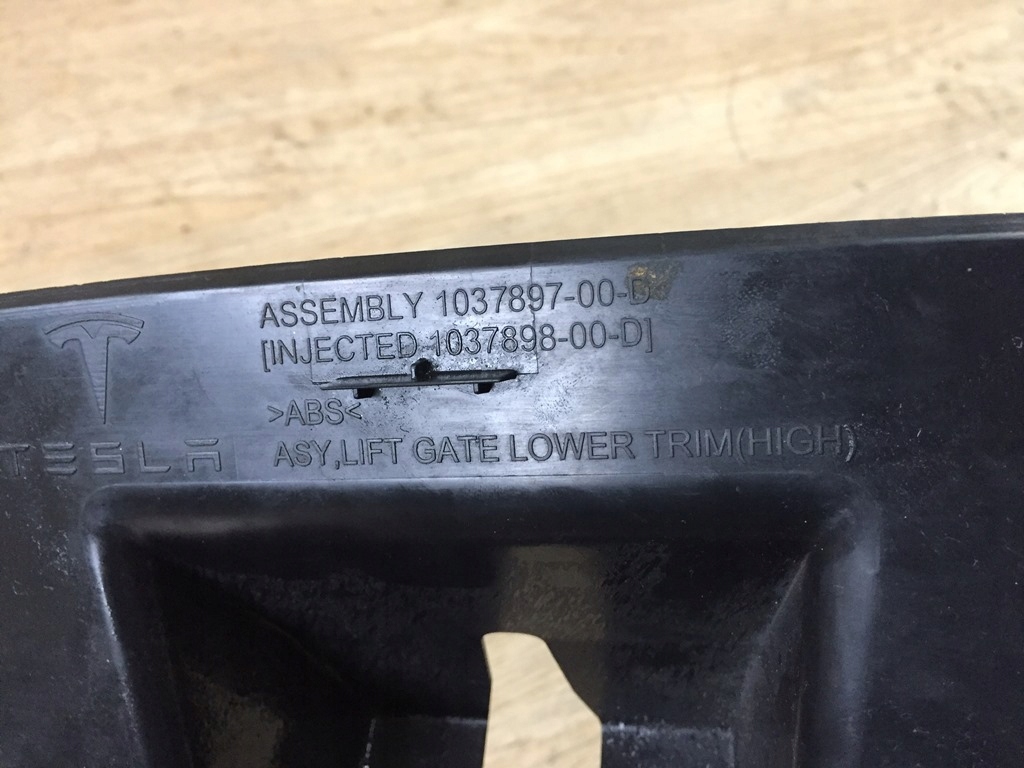 ASSEMBLY 1037897-00-D
[INJECTED 1037898-00-D]
>ABS<
TESLA
ASY,LIFT GATE LOWER TRIM(HIGH)